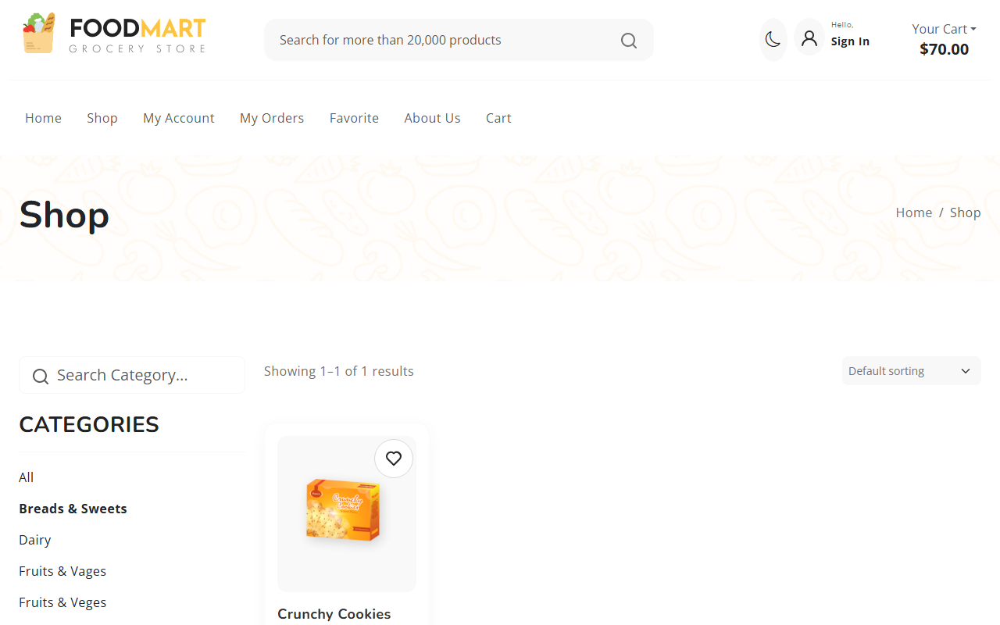 FOODMART
GROCERY STORE
Search for more than 20,000 products
Hello,
Sign In
Your Cart
$70.00
Home
Shop
My Account
My Orders
Favorite
About Us
Cart
Shop
Home / Shop
Search Category...
Showing 1–1 of 1 results
Default sorting
CATEGORIES
All
Breads & Sweets
Dairy
Fruits & Vages
Fruits & Veges
Crunchy
Cookies
Crunchy Cookies